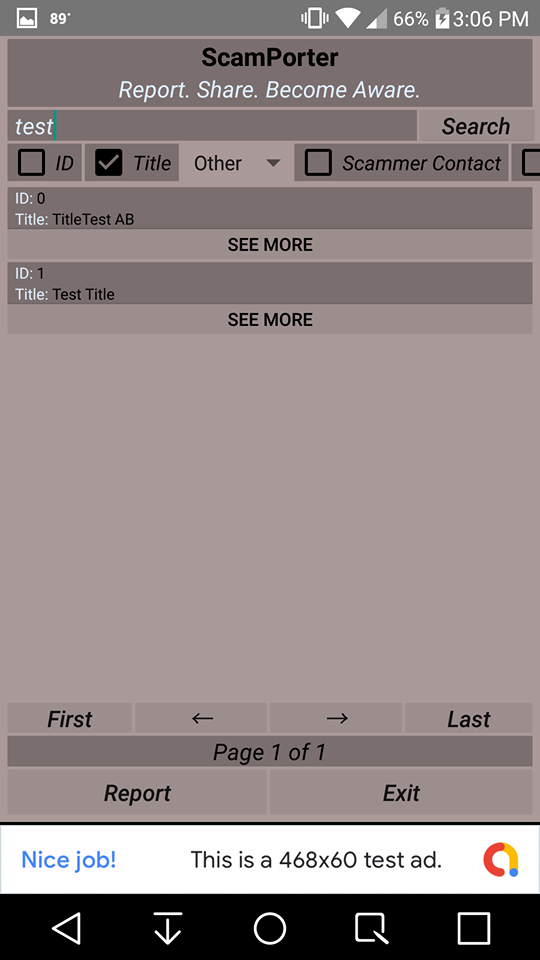 89° 66% 3:06 PM
ScamPorter
Report. Share. Become Aware.
test Search
ID Title Other Scammer Contact
ID: 0
Title: TitleTest AB
SEE MORE
ID: 1
Title: Test Title
SEE MORE
First ← → Last
Page 1 of 1
Report Exit
Nice job! This is a 468x60 test ad.